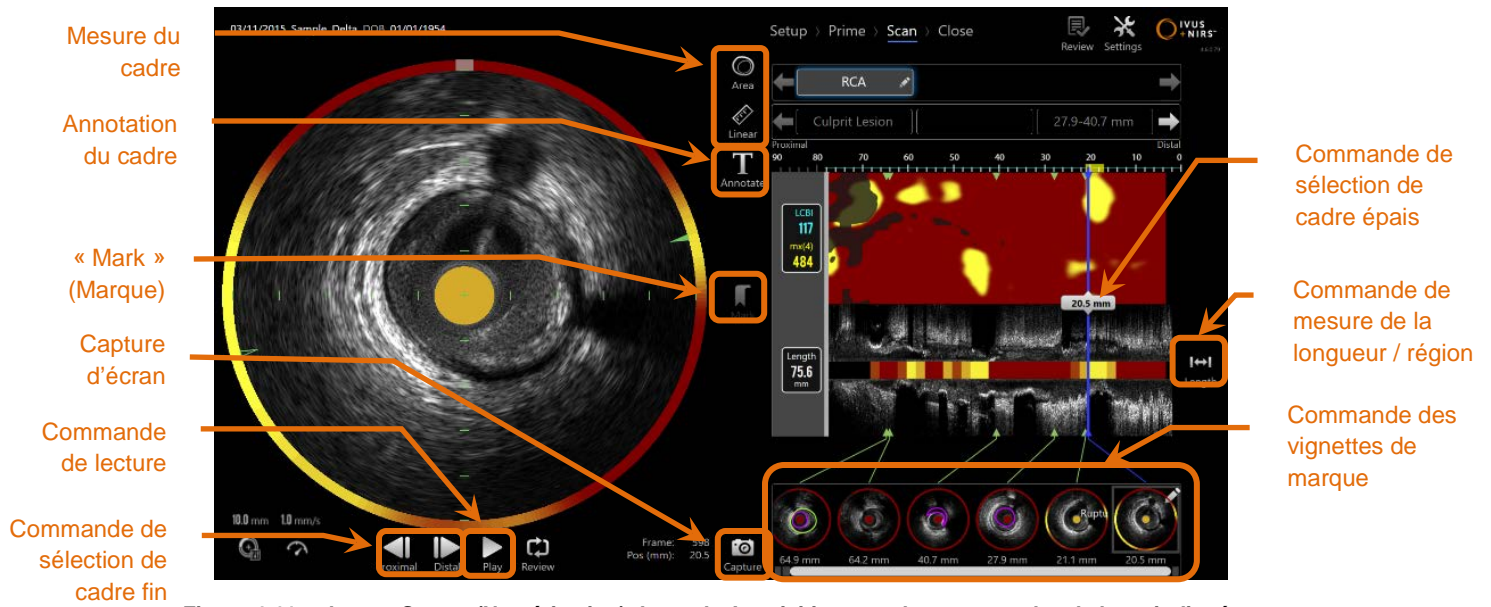 Mesure du
cadre
Annotation
du cadre
« Mark »
(Marque)
Capture
d'écran
Commande
de lecture
Commande de
sélection de
cadre fin
03/11/2015 Sample, Delta DOB 01/01/1954
10.0 mm 1.0 mm/s
Proximal
Distal
Play
Review
Frame: 598
Pos (mm): 20.5
Area
Linear
Annotate
Mark
Capture
Setup > Prime > Scan > Close
Review
Settings
IVUS
+NIRS
RCA
Culprit Lesion
27.9-40.7 mm
Proximal
Distal
90 80 70 60 50 40 30 20 10 0
LCBI
117
mx(4)
484
20.5 mm
Length
75.6
mm
Length
Ruptu
64.9 mm
64.2 mm
40.7 mm
27.9 mm
21.1 mm
20.5 mm
Commande de
sélection de
cadre épais
Commande de
mesure de la
longueur / région
Commande des
vignettes de
marque